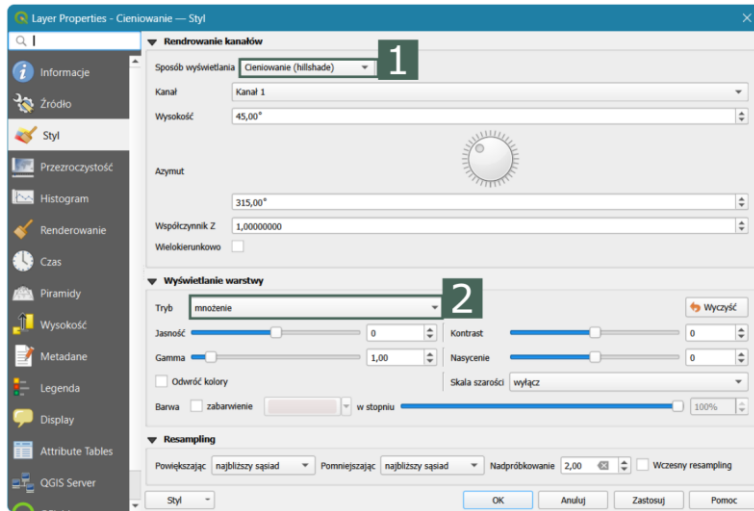 Layer Properties - Cieniowanie — Styl
Informacje
Źródło
Styl
Przezroczystość
Histogram
Renderowanie
Czas
Piramidy
Wysokość
Metadane
Legenda
Display
Attribute Tables
QGIS Server
Rendrowanie kanałów
Sposób wyświetlania Cieniowanie (hillshade) 1
Kanał Kanał 1
Wysokość 45,00°
Azymut
315,00°
Współczynnik Z 1,00000000
Wielokierunkowo
Wyświetlanie warstwy
Tryb mnożenie 2 Wyczyść
Jasność 0 Kontrast 0
Gamma 1,00 Nasycenie 0
Odwróć kolory Skala szarości wyłącz
Barwa zabarwienie w stopniu 100%
Resampling
Powiększając najbliższy sąsiad Pomniejszając najbliższy sąsiad Nadpróbkowanie 2,00 Wczesny resampling
Styl OK Anuluj Zastosuj Pomoc